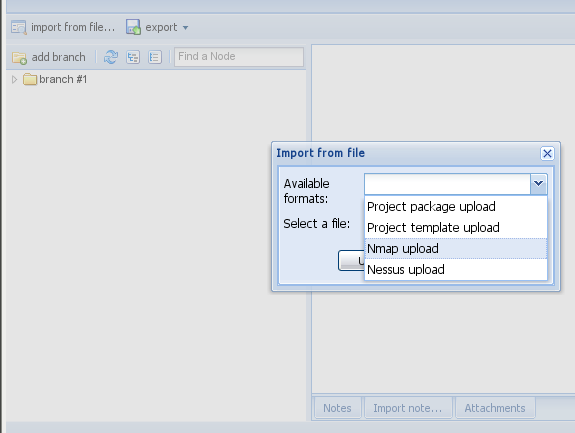 import from file... export
add branch Find a Node
branch #1
Import from file
Available
formats:
Project package upload
Project template upload
Select a file:
Nmap upload
Nessus upload
Notes Import note... Attachments